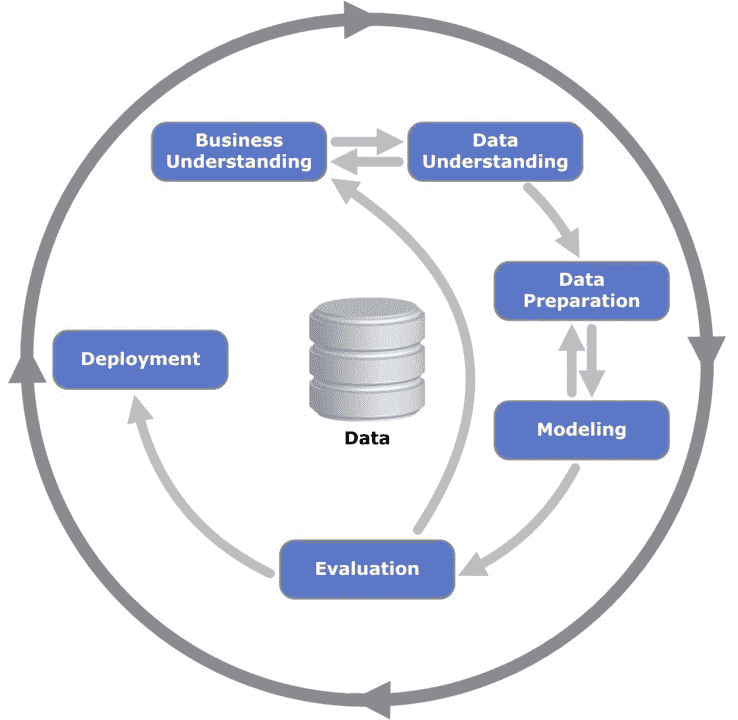 Business
Understanding
Data
Understanding
Data
Preparation
Modeling
Evaluation
Deployment
Data